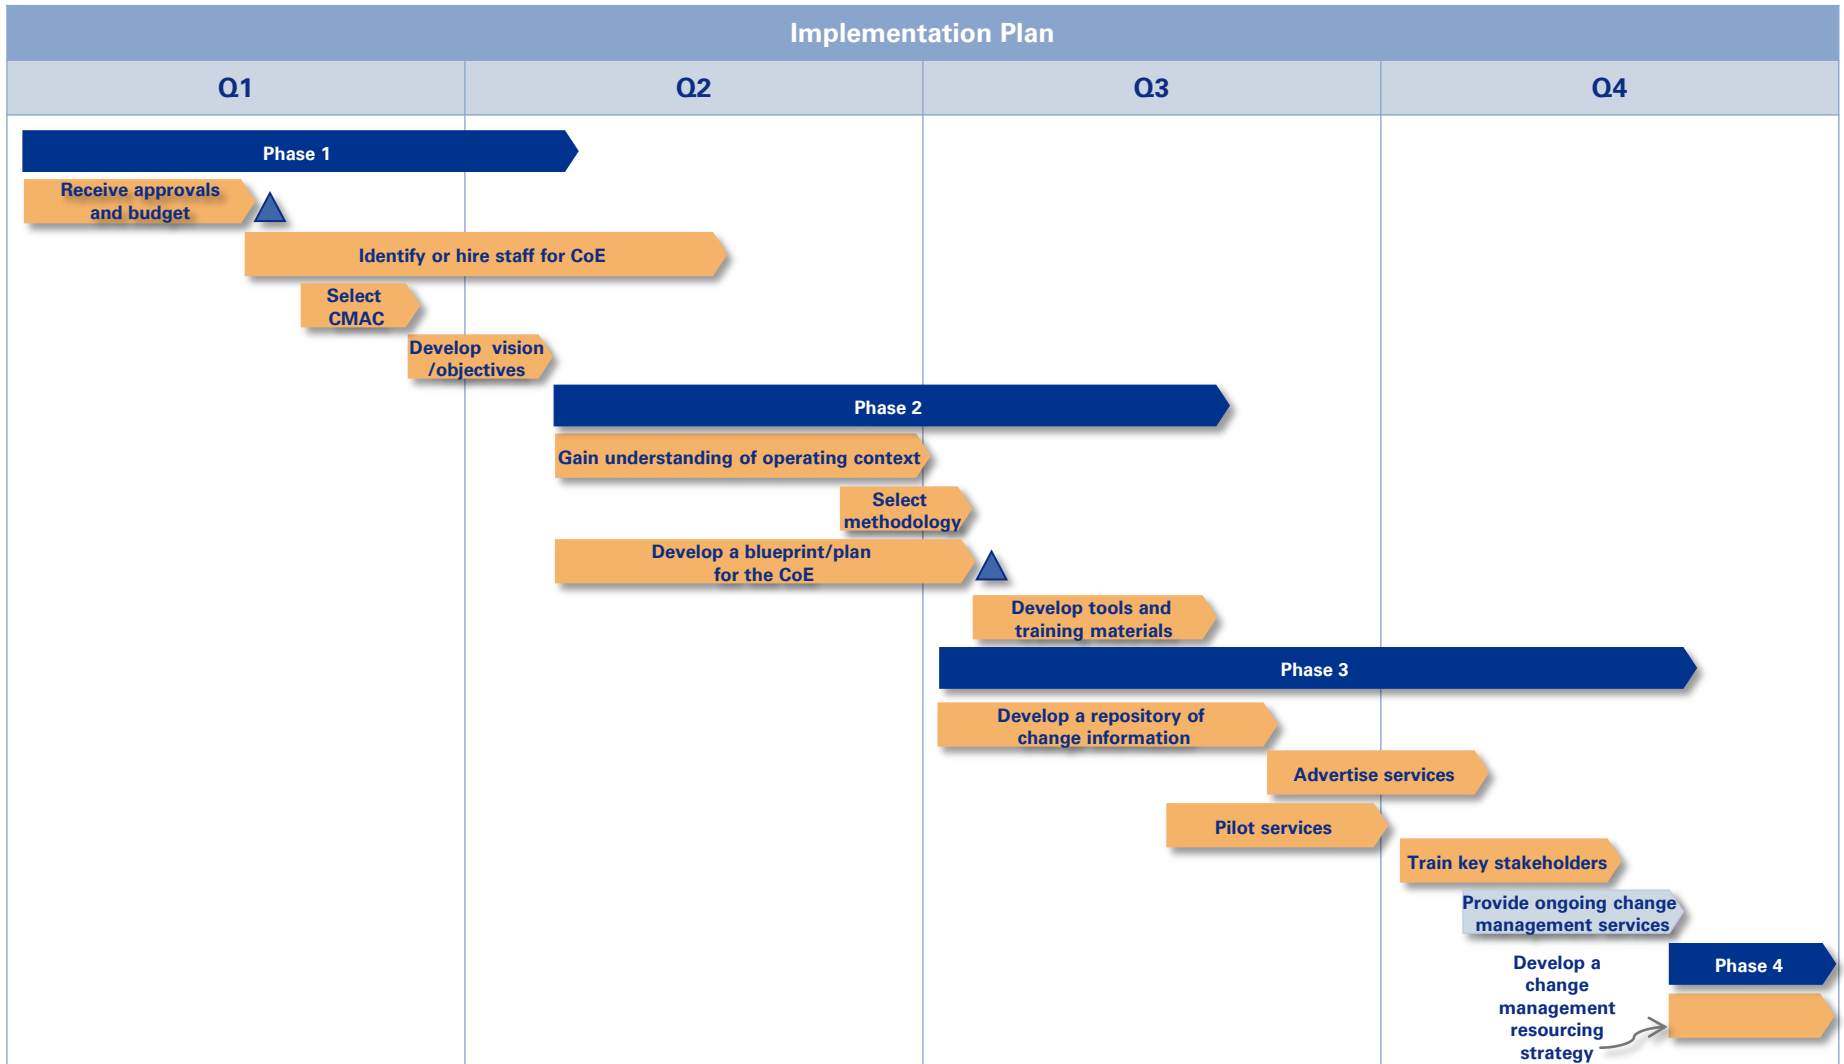 Implementation Plan
Q1
Q2
Q3
Q4
Phase 1
Receive approvals
and budget
Identify or hire staff for CoE
Select
CMAC
Develop vision
/objectives
Phase 2
Gain understanding of operating context
Select
methodology
Develop a blueprint/plan
for the CoE
Develop tools and
training materials
Phase 3
Develop a repository of
change information
Advertise services
Pilot services
Train key stakeholders
Provide ongoing change
management services
Phase 4
Develop a
change
management
resourcing
strategy